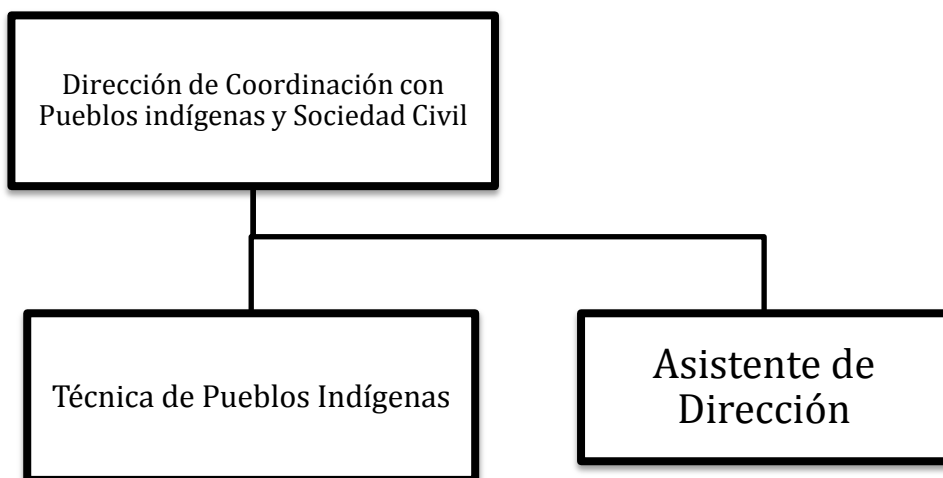 Dirección de Coordinación con
Pueblos indígenas y Sociedad Civil
Técnica de Pueblos Indígenas
Asistente de
Dirección